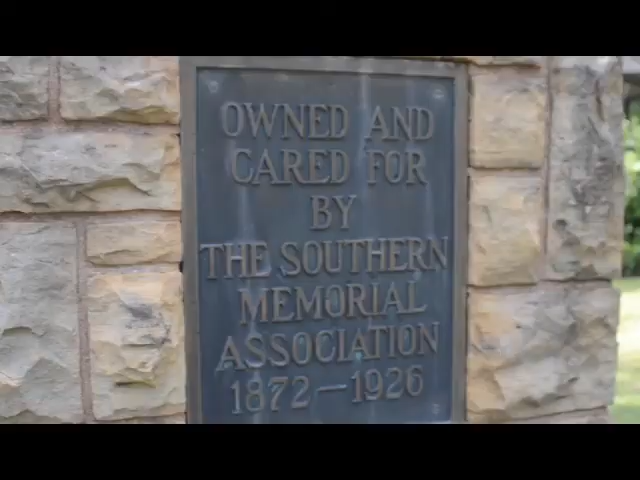 OWNED AND
CARED FOR
BY
THE SOUTHERN
MEMORIAL
ASSOCIATION
1872—1926